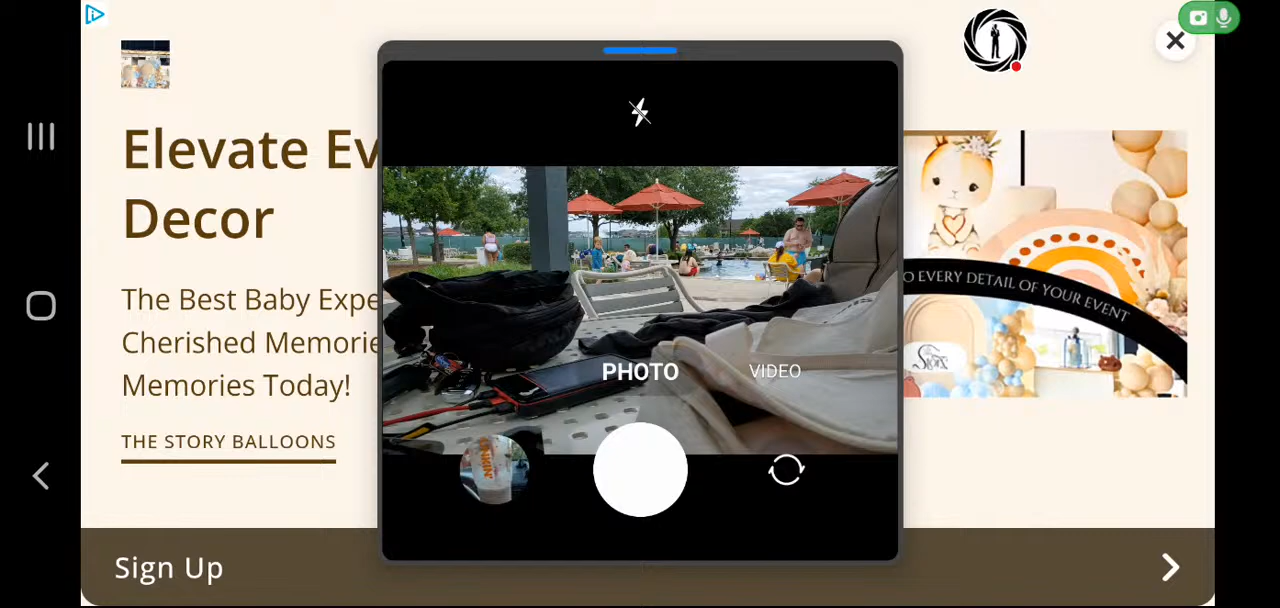 Elevate Ev
Decor
The Best Baby Expe
Cherished Memorie
Memories Today!
THE STORY BALLOONS
Sign Up
PHOTO
VIDEO
O EVERY DETAIL OF YOUR EVENT